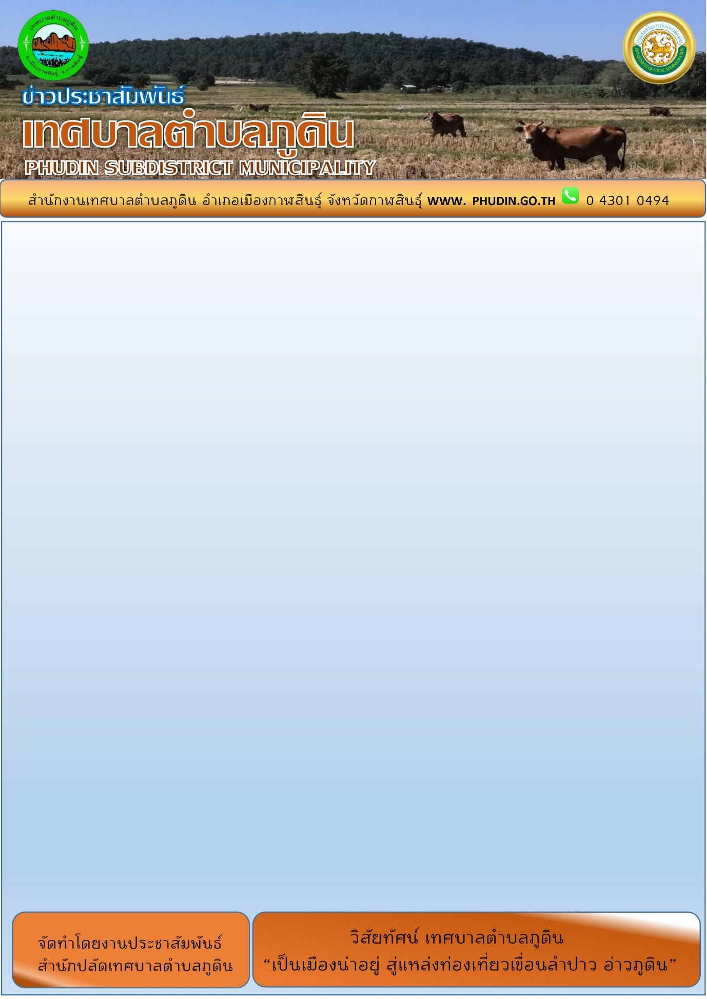 เทศบาลตำบลภูดิน
อ.เมืองกาฬสินธุ์ จ.กาฬสินธุ์
กรมส่งเสริมการปกครองท้องถิ่น
DEPARTMENT OF LOCAL ADMINISTRATION
ข่าวประชาสัมพันธ์
เทศบาลตำบลภูดิน
PHUDIN SUBDISTRICT MUNICIPALITY
สำนักงานเทศบาลตำบลภูดิน อำเภอเมืองกาฬสินธุ์ จังหวัดกาฬสินธุ์ WWW. PHUDIN.GO.TH 0 4301 0494
จัดทำโดยงานประชาสัมพันธ์
สำนักปลัดเทศบาลตำบลภูดิน
วิสัยทัศน์ เทศบาลตำบลภูดิน
“เป็นเมืองน่าอยู่ สู่แหล่งท่องเที่ยวเขื่อนลำปาว อ่าวภูดิน”